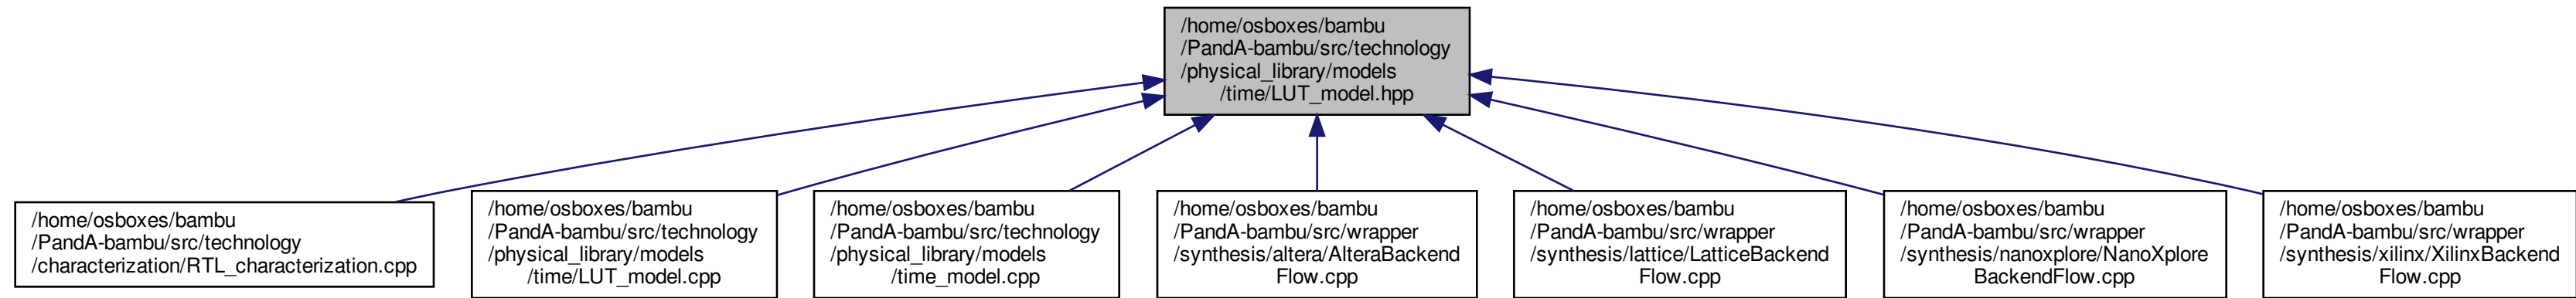 /home/osboxes/bambu
/PandA-bambu/src/technology
/physical_library/models
/time/LUT_model.hpp
/home/osboxes/bambu
/PandA-bambu/src/technology
/characterization/RTL_characterization.cpp
/home/osboxes/bambu
/PandA-bambu/src/technology
/physical_library/models
/time/LUT_model.cpp
/home/osboxes/bambu
/PandA-bambu/src/technology
/physical_library/models
/time_model.cpp
/home/osboxes/bambu
/PandA-bambu/src/wrapper
/synthesis/altera/AlteraBackend
Flow.cpp
/home/osboxes/bambu
/PandA-bambu/src/wrapper
/synthesis/lattice/LatticeBackend
Flow.cpp
/home/osboxes/bambu
/PandA-bambu/src/wrapper
/synthesis/nanoxplore/NanoXplore
BackendFlow.cpp
/home/osboxes/bambu
/PandA-bambu/src/wrapper
/synthesis/xilinx/XilinxBackend
Flow.cpp